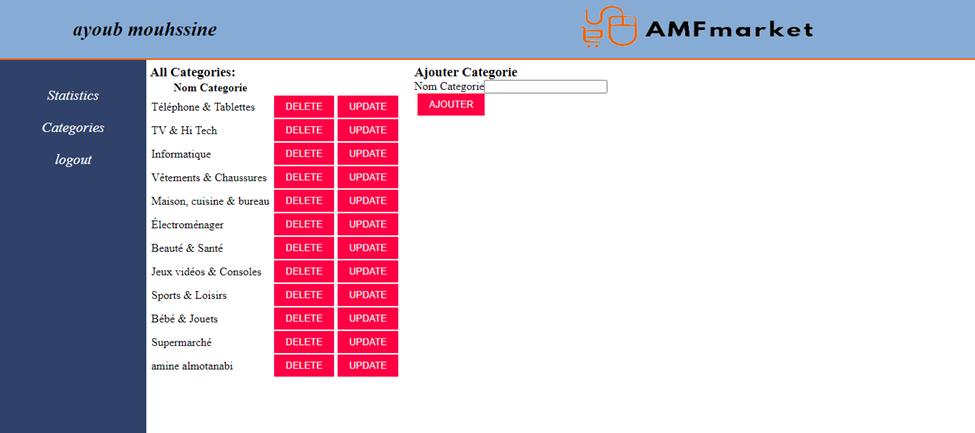 ayoub mouhssine
AMFmarket
Statistics
Categories
logout
All Categories:
Nom Categorie
Téléphone & Tablettes DELETE UPDATE
TV & Hi Tech DELETE UPDATE
Informatique DELETE UPDATE
Vêtements & Chaussures DELETE UPDATE
Maison, cuisine & bureau DELETE UPDATE
Électroménager DELETE UPDATE
Beauté & Santé DELETE UPDATE
Jeux vidéos & Consoles DELETE UPDATE
Sports & Loisirs DELETE UPDATE
Bébé & Jouets DELETE UPDATE
Supermarché DELETE UPDATE
amine almotanabi DELETE UPDATE
Ajouter Categorie
Nom Categorie
AJOUTER